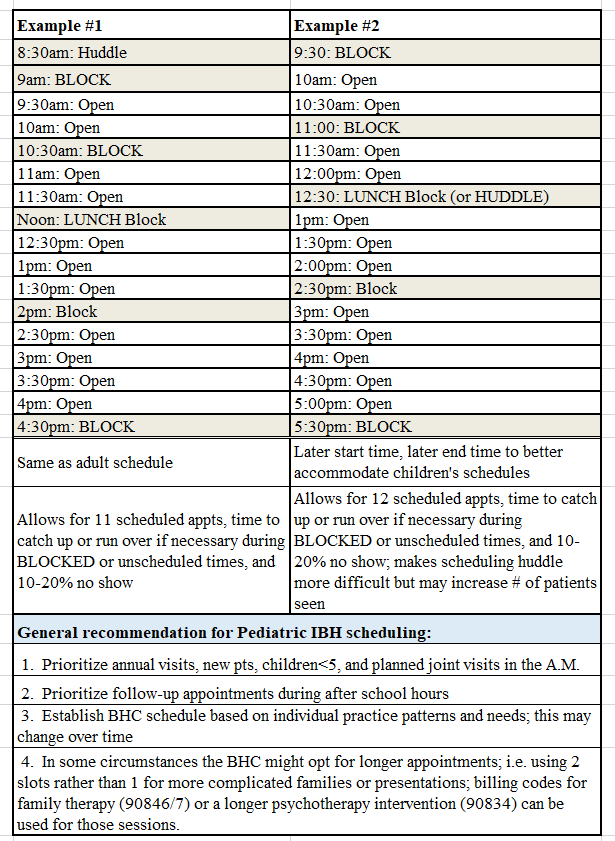 Example #1
Example #2
8:30am: Huddle
9:30: BLOCK
9am: BLOCK
10am: Open
9:30am: Open
10:30am: Open
10am: Open
11:00: BLOCK
10:30am: BLOCK
11:30am: Open
11am: Open
12:00pm: Open
11:30am: Open
12:30: LUNCH Block (or HUDDLE)
Noon: LUNCH Block
1pm: Open
12:30pm: Open
1:30pm: Open
1pm: Open
2:00pm: Open
1:30pm: Open
2:30pm: Block
2pm: Block
3pm: Open
2:30pm: Open
3:30pm: Open
3pm: Open
4pm: Open
3:30pm: Open
4:30pm: Open
4pm: Open
5:00pm: Open
4:30pm: BLOCK
5:30pm: BLOCK
Same as adult schedule
Later start time, later end time to better
accommodate children's schedules
Allows for 11 scheduled appts, time to
catch up or run over if necessary during
BLOCKED or unscheduled times, and
10-20% no show
Allows for 12 scheduled appts, time to catch
up or run over if necessary during
BLOCKED or unscheduled times, and 10-
20% no show; makes scheduling huddle
more difficult but may increase # of patients
seen
General recommendation for Pediatric IBH scheduling:
1. Prioritize annual visits, new pts, children<5, and planned joint visits in the A.M.
2. Prioritize follow-up appointments during after school hours
3. Establish BHC schedule based on individual practice patterns and needs; this may
change over time
4. In some circumstances the BHC might opt for longer appointments; i.e. using 2
slots rather than 1 for more complicated families or presentations; billing codes for
family therapy (90846/7) or a longer psychotherapy intervention (90834) can be
used for those sessions.